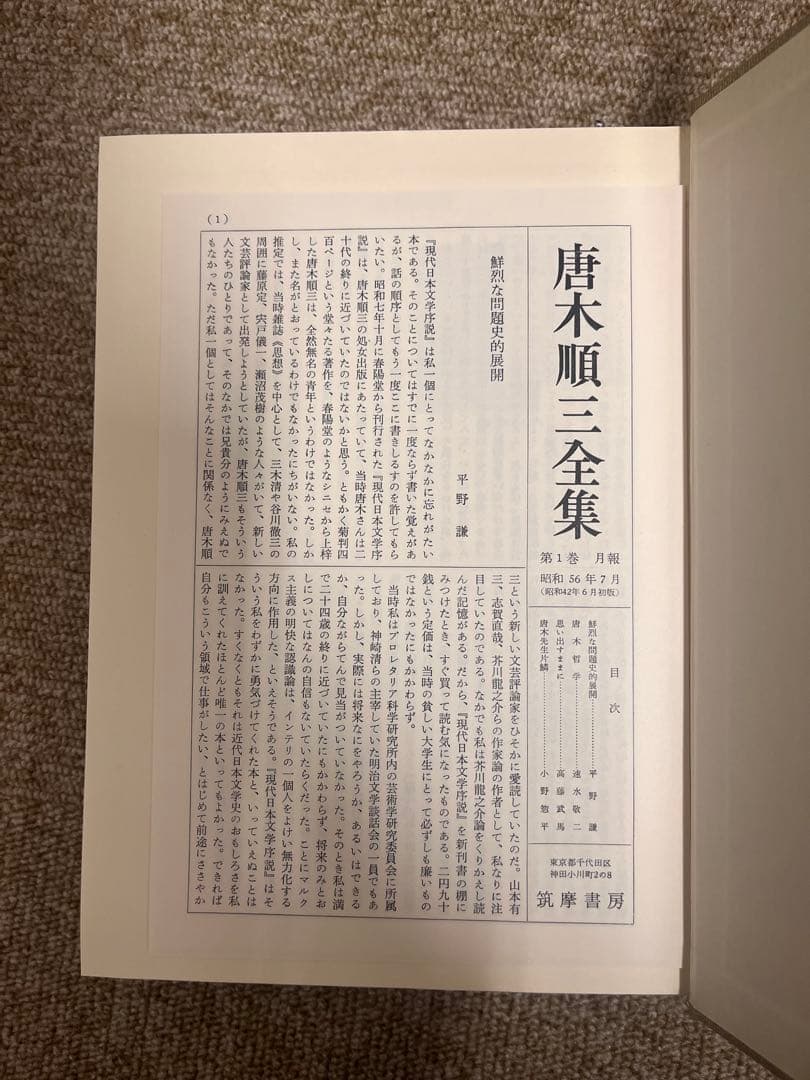 唐木順三全集
第1巻 月報
昭和56年7月
(昭和42年6月初版)
目次
鮮烈な問題史的展開………平野謙
唐木哲学………速水敬二
思い出すままに………高藤武馬
唐木先生片鱗………小野惣平
東京都千代田区
神田小川町2の8
筑摩書房
鮮烈な問題史的展開
平野謙
『現代日本文学序説』は私一個にとってなかなかに忘れがたい
本である。そのことについてはすでに一度ならず書いた覚えがあ
るが、話の順序としてもう一度ここに書きしるすのを許してもら
いたい。昭和七年十月に春陽堂から刊行された『現代日本文学序
説』は、唐木順三の処女出版にあたっていて、当時唐木さんは二
十代の終りに近づいていたのではないかと思う。ともかく菊判四
百ページという堂々たる著作を、春陽堂のようなシニセから上梓
した唐木順三は、全然無名の青年というわけではなかった。しか
し、また名がとおっているわけでもなかったにちがいない。私の
推定では、当時雑誌《思想》を中心として、三木清や谷川徹三の
周囲に藤原定、宍戸儀一、瀬沼茂樹のような人々がいて、新しい
文芸評論家として出発しようとしていたが、唐木順三もそういう
人たちのひとりであって、そのなかでは兄貴分のようにみえぬで
もなかった。ただ私一個としてはそんなことに関係なく、唐木順
三という新しい文芸評論家をひそかに愛読していたのだ。山本有
三、志賀直哉、芥川龍之介らの作家論の作者として、私なりに注
目していたのである。なかでも私は芥川龍之介論をくりかえし読
んだ記憶がある。だから、『現代日本文学序説』を新刊書の棚に
みつけたとき、すぐ買って読む気になったものである。二円九十
銭という定価は、当時の貧しい大学生にとって必ずしも廉いもの
ではなかったにもかかわらず。
当時私はプロレタリア科学研究所内の芸術学研究委員会に所属
しており、神崎清らの主宰していた明治文学談話会の一員でもあ
った。しかし、実際には将来なにをやろうか、あるいはできる
か、自分ながらてんで見当がついていなかった。そのとき私は満
で二十四歳の終りに近づいていたにもかかわらず、将来のみとお
しについてはなんの自信もないていたらくだった。ことにマルク
ス主義の明快な認識論は、インテリの一個人をよけい無力化する
方向に作用した、といえそうである。『現代日本文学序説』はそ
ういう私をわずかに勇気づけてくれた本と、いっていえぬことは
なかった。すくなくともそれは近代日本文学史のおもしろさを私
に訓えてくれたほとんど唯一の本といってもよかった。できれば
自分もこういう領域で仕事がしたい、とはじめて前途にささやか
(1)